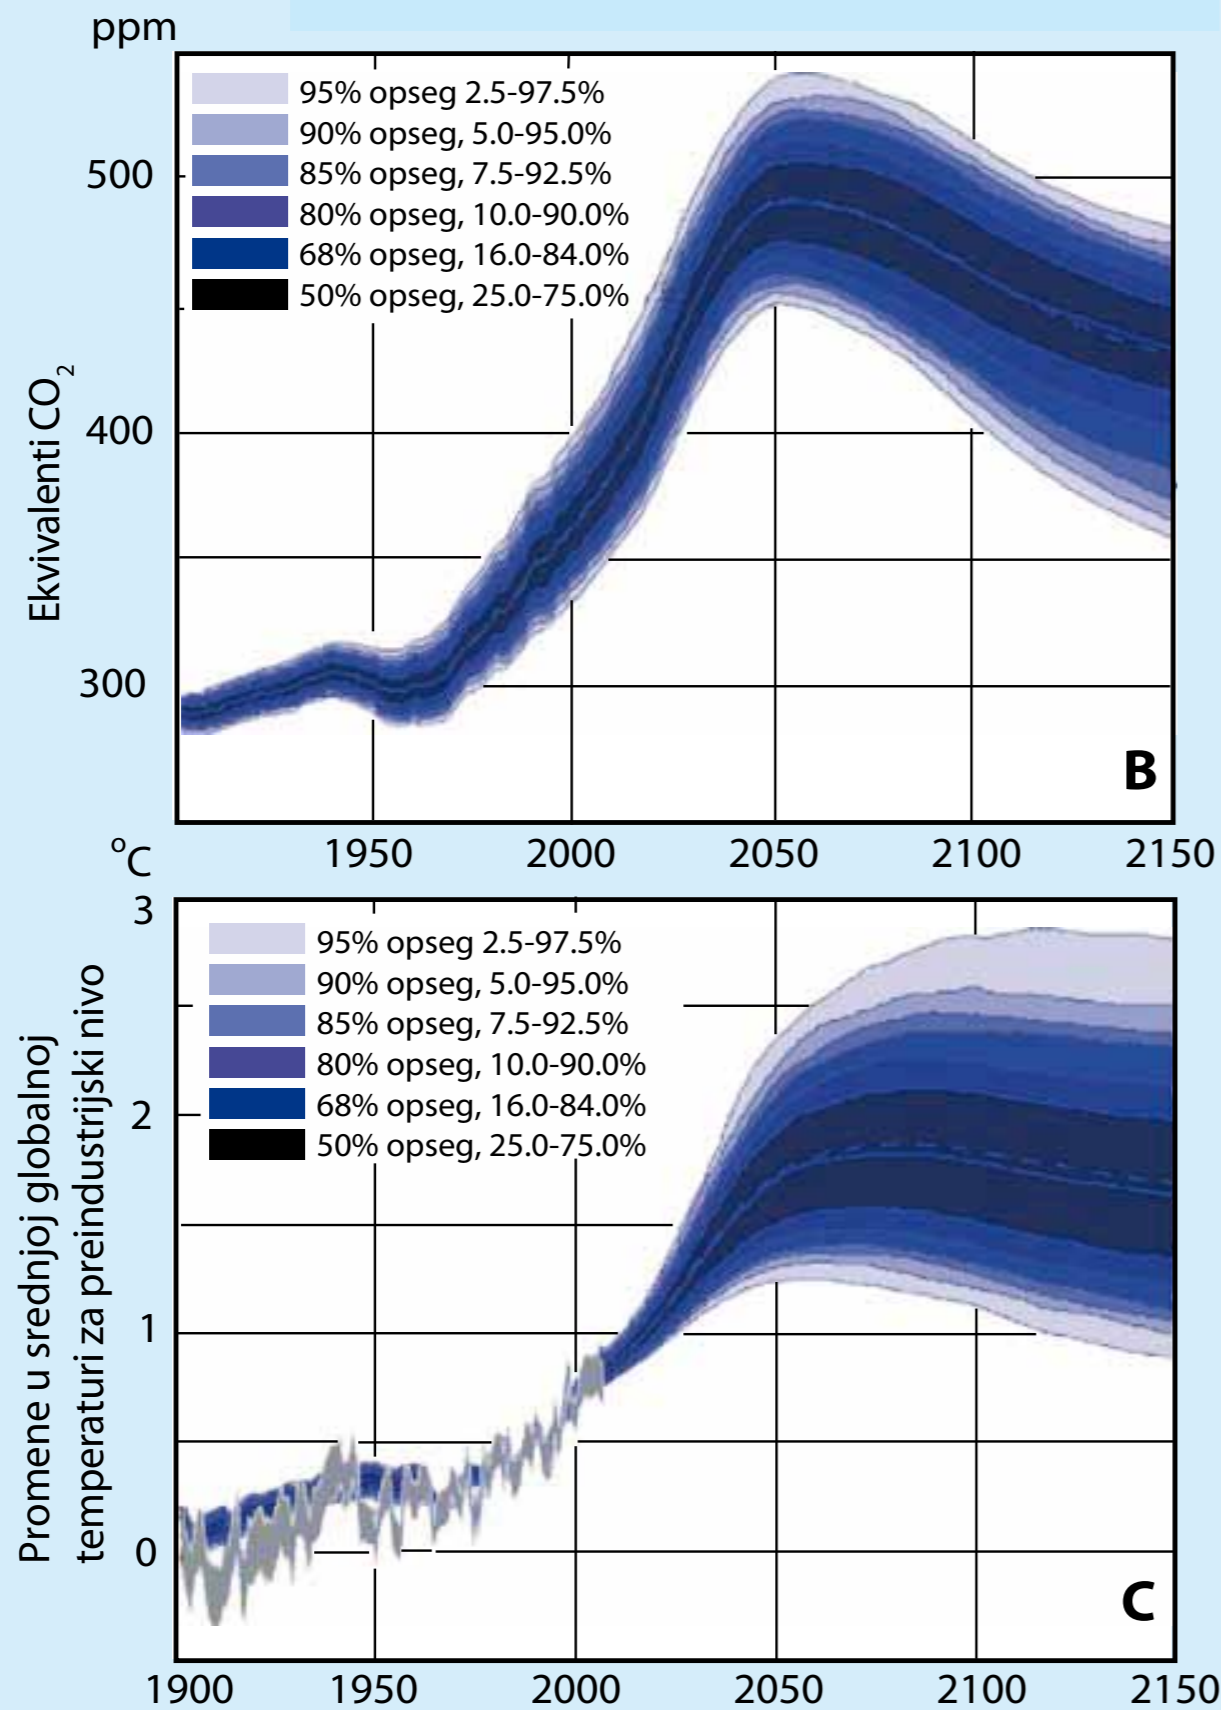 ppm
95% opseg 2.5-97.5%
90% opseg, 5.0-95.0%
85% opseg, 7.5-92.5%
80% opseg, 10.0-90.0%
68% opseg, 16.0-84.0%
50% opseg, 25.0-75.0%
500
400
300
Ekvivalenti CO₂
B
1950 2000 2050 2100 2150
°C
95% opseg 2.5-97.5%
90% opseg, 5.0-95.0%
85% opseg, 7.5-92.5%
80% opseg, 10.0-90.0%
68% opseg, 16.0-84.0%
50% opseg, 25.0-75.0%
3
2
1
0
Promene u srednjoj globalnoj
temperaturi za preindustrijski nivo
C
1900 1950 2000 2050 2100 2150